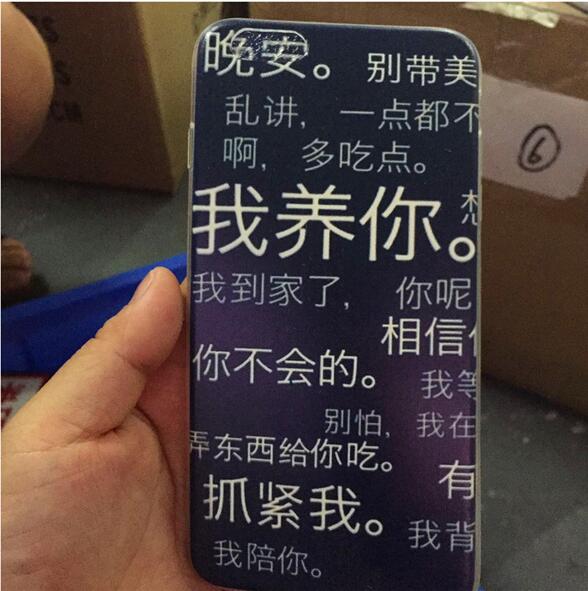 晚安。 别带美
乱讲, 一点都不
啊, 多吃点。
我养你。 想
我到家了, 你呢
相信
你不会的。
我等
别怕, 我在
弄东西给你吃。
有
抓紧我。
我背
我陪你。
6
CM